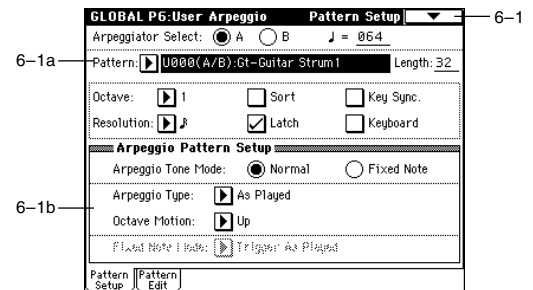 GLOBAL P6:User Arpeggio Pattern Setup
6-1
Arpeggiator Select: A B ♩ = 064
6-1a
Pattern: U000(A/B):Gt-Guitar Strum1 Length: 32
Octave: 1 Sort Key Sync.
Resolution: Latch Keyboard
Arpeggio Pattern Setup
Arpeggio Tone Mode: Normal Fixed Note
6-1b
Arpeggio Type: As Played
Octave Motion: Up
Fixed Note Mode: Trigger As Played
Pattern Setup
Pattern Edit